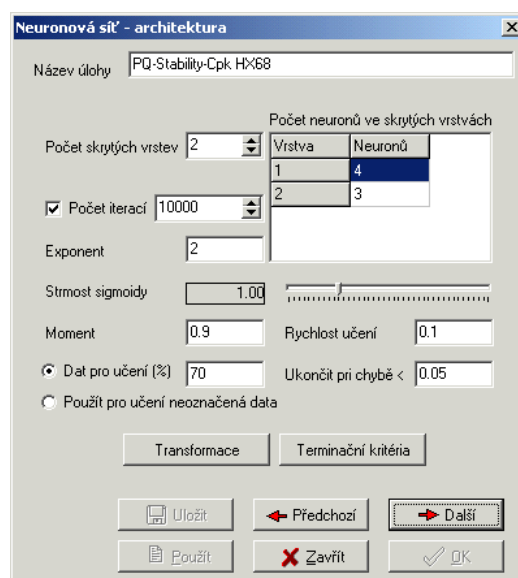 Neuronová síť - architektura
Název úlohy PQ-Stability-Cpk HX68
Počet neuronů ve skrytých vrstvách
Počet skrytých vrstev 2
Vrstva Neuronů
1 4
2 3
Počet iterací 10000
Exponent 2
Strmost sigmoidy 1.00
Moment 0.9 Rychlost učení 0.1
Dat pro učení (%) 70 Ukončit pri chybě < 0.05
Použít pro učení neoznačená data
Transformace Terminační kritéria
Uložit Předchozí Další
Použít Zavřít OK